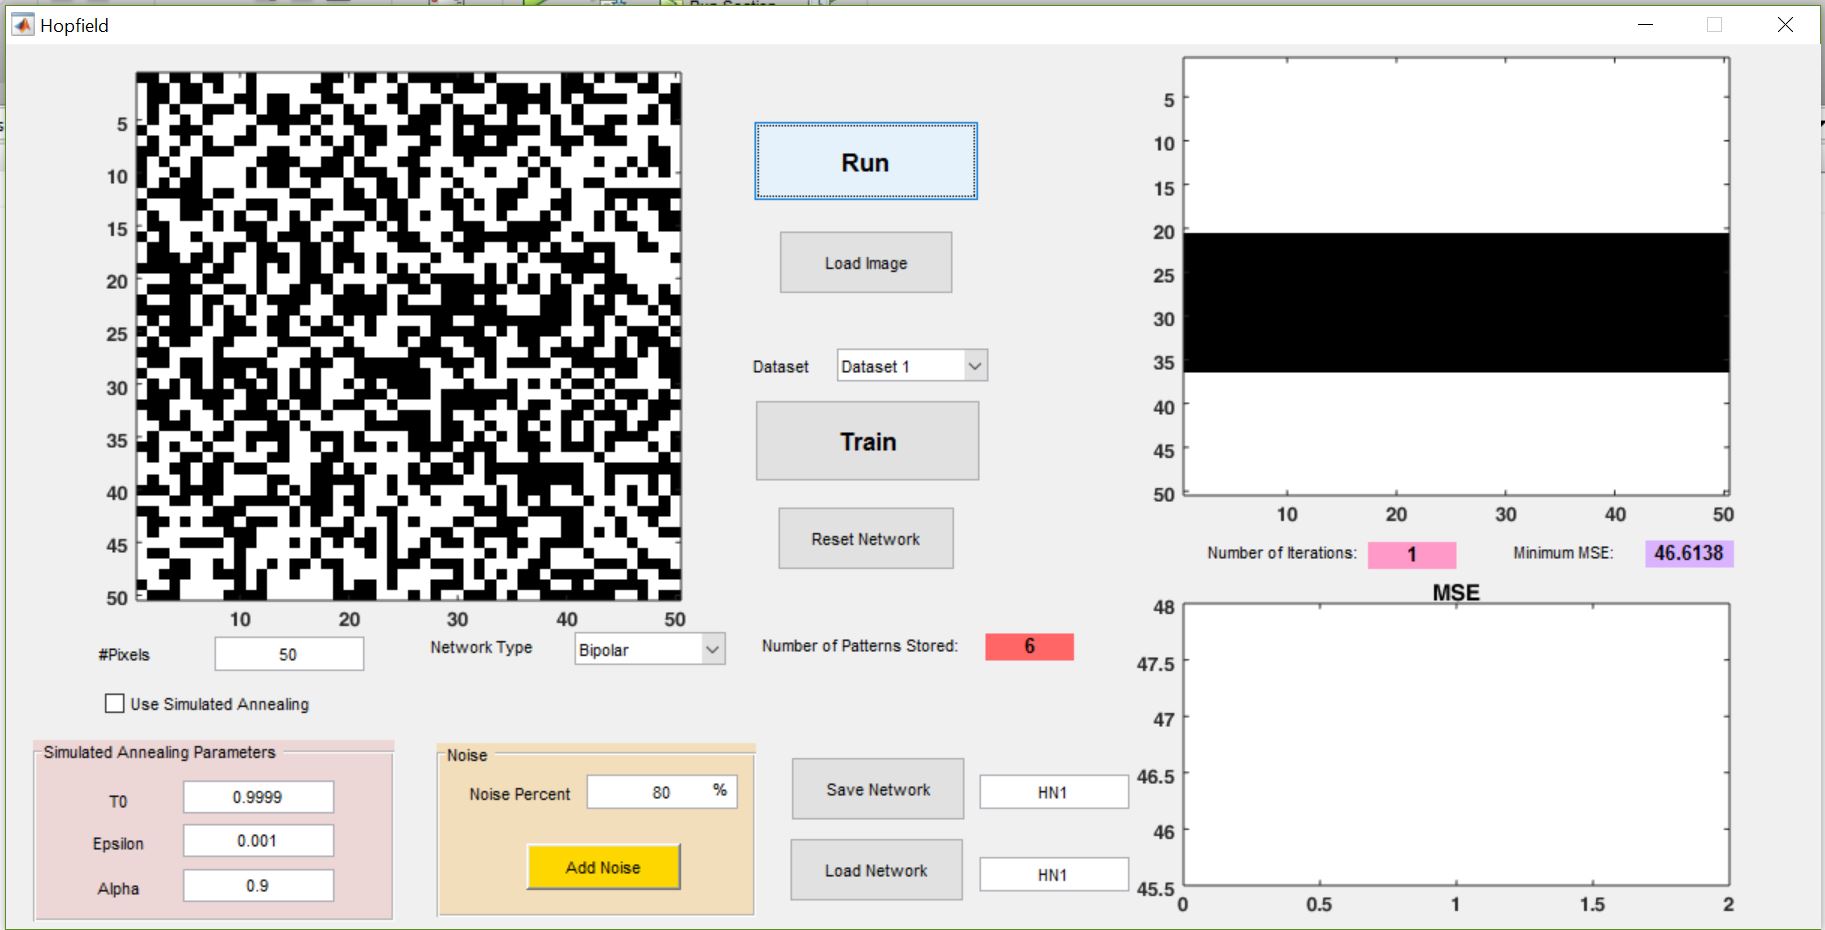 Run Section
Hopfield
5
10
15
20
25
30
35
40
45
50
10 20 30 40 50
#Pixels 50
Network Type Bipolar
Use Simulated Annealing
Simulated Annealing Parameters
T0 0.9999
Epsilon 0.001
Alpha 0.9
Noise
Noise Percent 80 %
Add Noise
Run
Load Image
Dataset Dataset 1
Train
Reset Network
Number of Patterns Stored: 6
Save Network HN1
Load Network HN1
5
10
15
20
25
30
35
40
45
50
10 20 30 40 50
Number of Iterations: 1 Minimum MSE: 46.6138
MSE
48
47.5
47
46.5
46
45.5
0 0.5 1 1.5 2